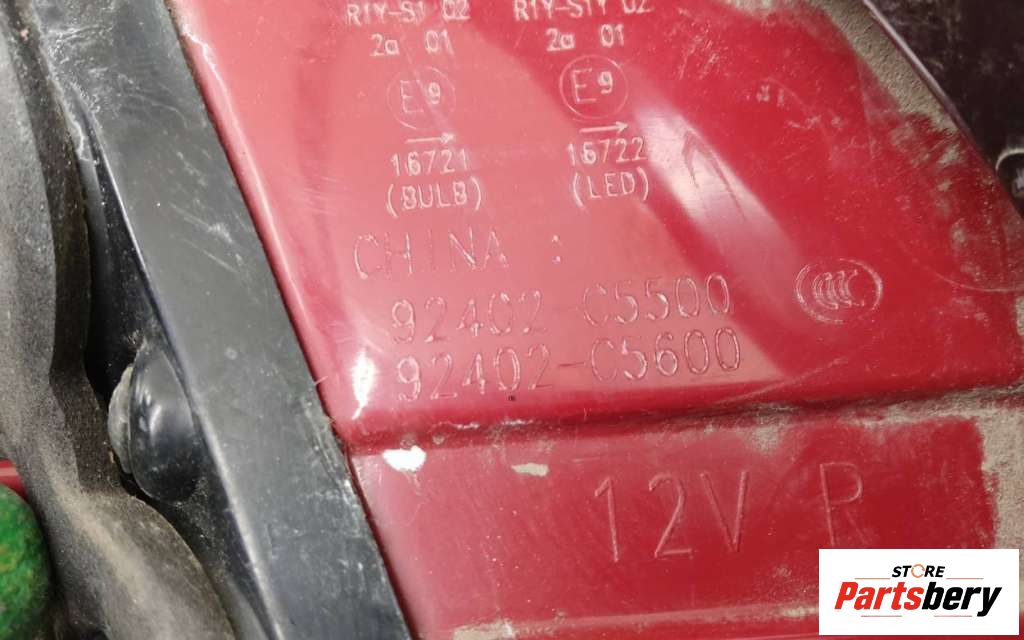 R1Y-S1 02 R1Y-S1Y 02
2a 01 2a 01
E9 E9
16721 16722
(BULB) (LED)
CHINA :
92402-C5500
92402-C5600
CCC
12V R
STORE
Partsbery